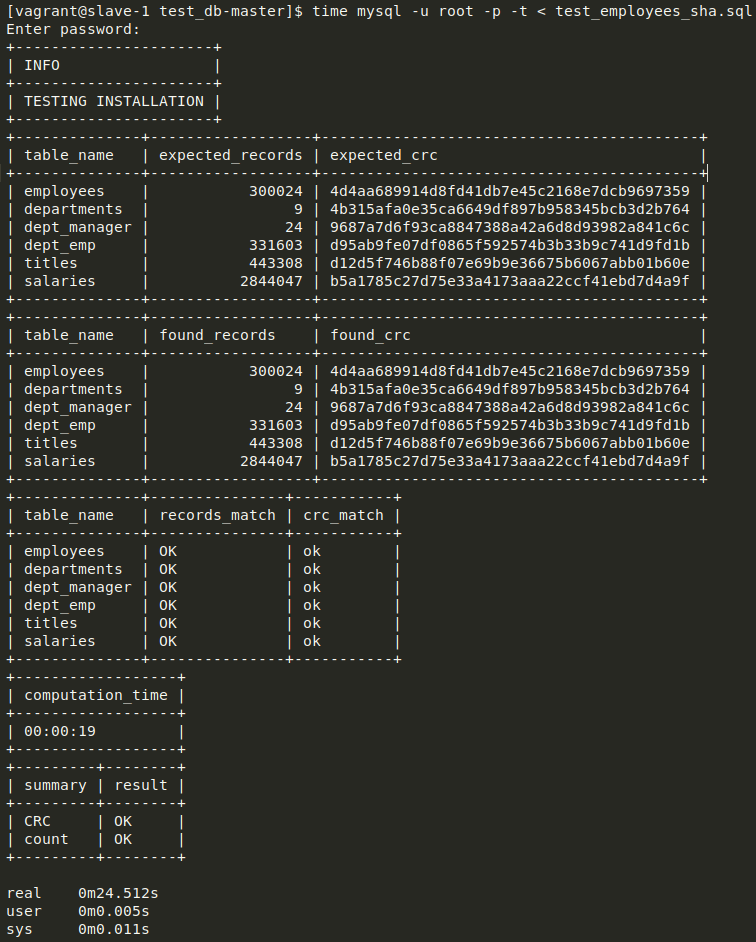 [vagrant@slave-1 test_db-master]$ time mysql -u root -p -t < test_employees_sha.sql
Enter password:
+----------------------+
| INFO                 |
+----------------------+
| TESTING INSTALLATION |
+----------------------+
+--------------+------------------+------------------------------------------+
| table_name   | expected_records | expected_crc                             |
+--------------+------------------+------------------------------------------+
| employees    |           300024 | 4d4aa689914d8fd41db7e45c2168e7dcb9697359 |
| departments  |                9 | 4b315afa0e35ca6649df897b958345bcb3d2b764 |
| dept_manager |               24 | 9687a7d6f93ca8847388a42a6d8d93982a841c6c |
| dept_emp     |           331603 | d95ab9fe07df0865f592574b3b33b9c741d9fd1b |
| titles       |           443308 | d12d5f746b88f07e69b9e36675b6067abb01b60e |
| salaries     |          2844047 | b5a1785c27d75e33a4173aaa22ccf41ebd7d4a9f |
+--------------+------------------+------------------------------------------+
+--------------+------------------+------------------------------------------+
| table_name   | found_records    | found_crc                                |
+--------------+------------------+------------------------------------------+
| employees    |           300024 | 4d4aa689914d8fd41db7e45c2168e7dcb9697359 |
| departments  |                9 | 4b315afa0e35ca6649df897b958345bcb3d2b764 |
| dept_manager |               24 | 9687a7d6f93ca8847388a42a6d8d93982a841c6c |
| dept_emp     |           331603 | d95ab9fe07df0865f592574b3b33b9c741d9fd1b |
| titles       |           443308 | d12d5f746b88f07e69b9e36675b6067abb01b60e |
| salaries     |          2844047 | b5a1785c27d75e33a4173aaa22ccf41ebd7d4a9f |
+--------------+------------------+------------------------------------------+
+--------------+---------------+-----------+
| table_name   | records_match | crc_match |
+--------------+---------------+-----------+
| employees    | OK            | ok        |
| departments  | OK            | ok        |
| dept_manager | OK            | ok        |
| dept_emp     | OK            | ok        |
| titles       | OK            | ok        |
| salaries     | OK            | ok        |
+--------------+---------------+-----------+
+------------------+
| computation_time |
+------------------+
| 00:00:19         |
+------------------+
+---------+--------+
| summary | result |
+---------+--------+
| CRC     | OK     |
| count   | OK     |
+---------+--------+
real    0m24.512s
user    0m0.005s
sys     0m0.011s